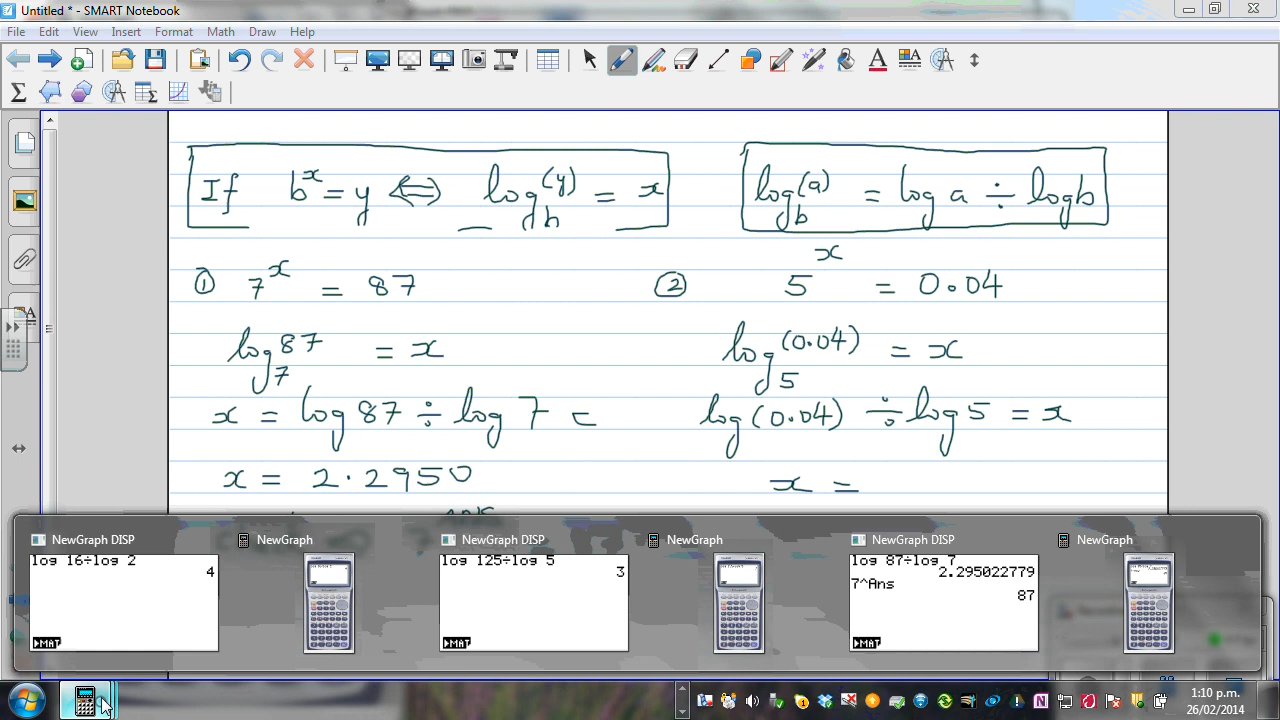 Untitled * - SMART Notebook
File Edit View Insert Format Math Draw Help
If b^x = y ⇔ log_b(y) = x
log_b(a) = log a ÷ log b
① 7^x = 87
② 5^x = 0.04
log_7 87 = x
log_5(0.04) = x
x = log 87 ÷ log 7 =
log(0.04) ÷ log 5 = x
x = 2.2950
x =
NewGraph DISP NewGraph NewGraph DISP NewGraph NewGraph DISP NewGraph
log 16÷log 2
4
▶MAT
log 125÷log 5
3
▶MAT
log 87÷log 7
2.295022779
7^Ans
87
▶MAT
1:10 p.m.
26/02/2014